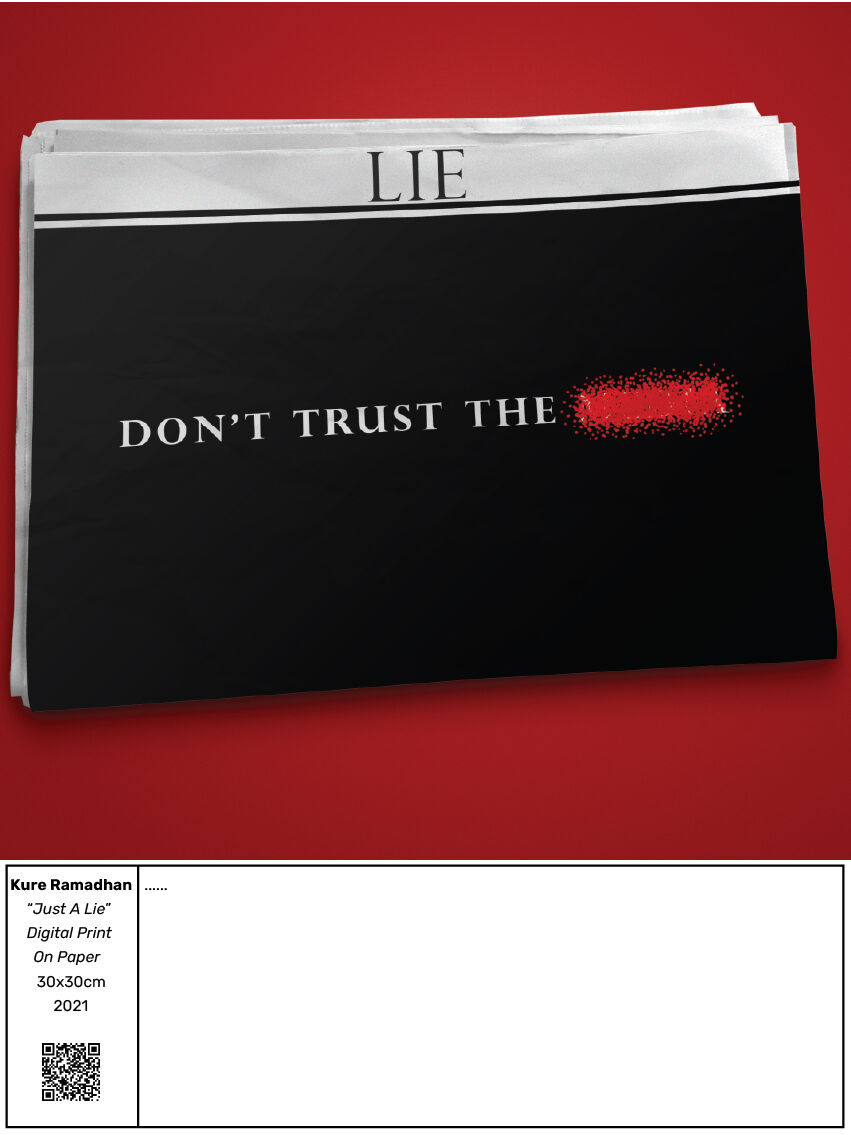 LIE
DON'T TRUST THE
Kure Ramadhan
“Just A Lie”
Digital Print
On Paper
30x30cm
2021
......